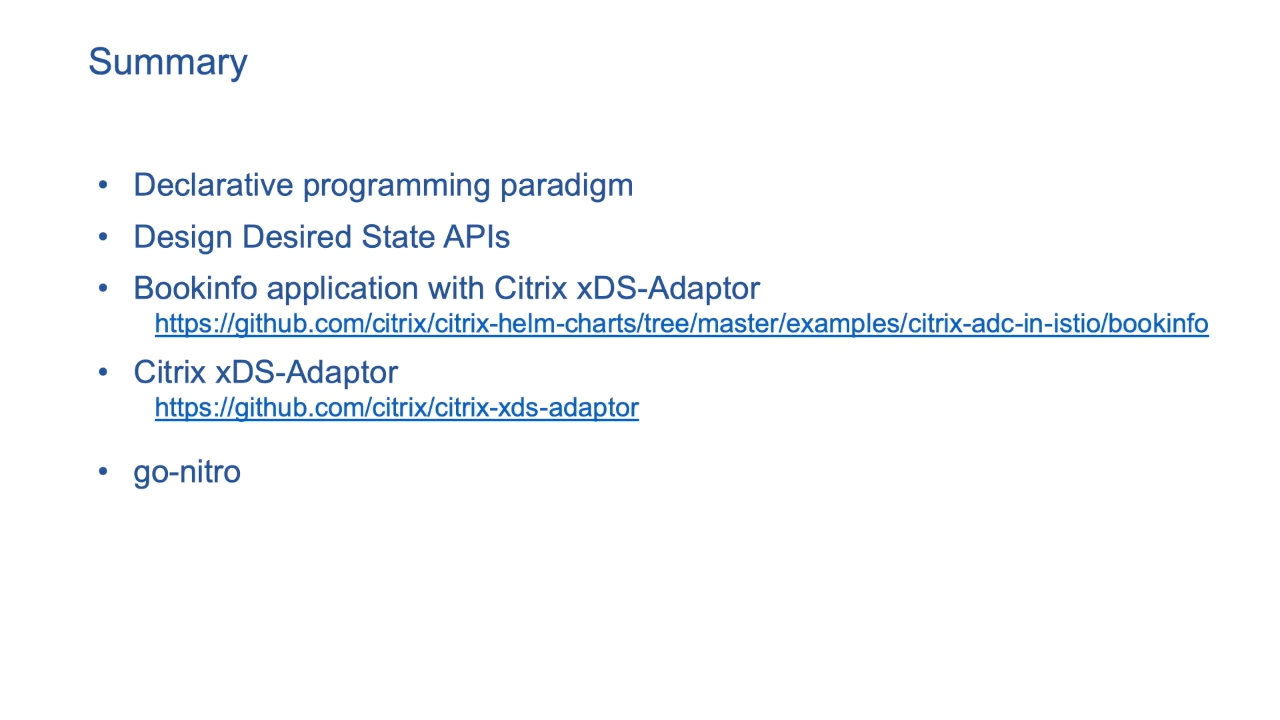 Summary
• Declarative programming paradigm
• Design Desired State APIs
• Bookinfo application with Citrix xDS-Adaptor
https://github.com/citrix/citrix-helm-charts/tree/master/examples/citrix-adc-in-istio/bookinfo
• Citrix xDS-Adaptor
https://github.com/citrix/citrix-xds-adaptor
• go-nitro